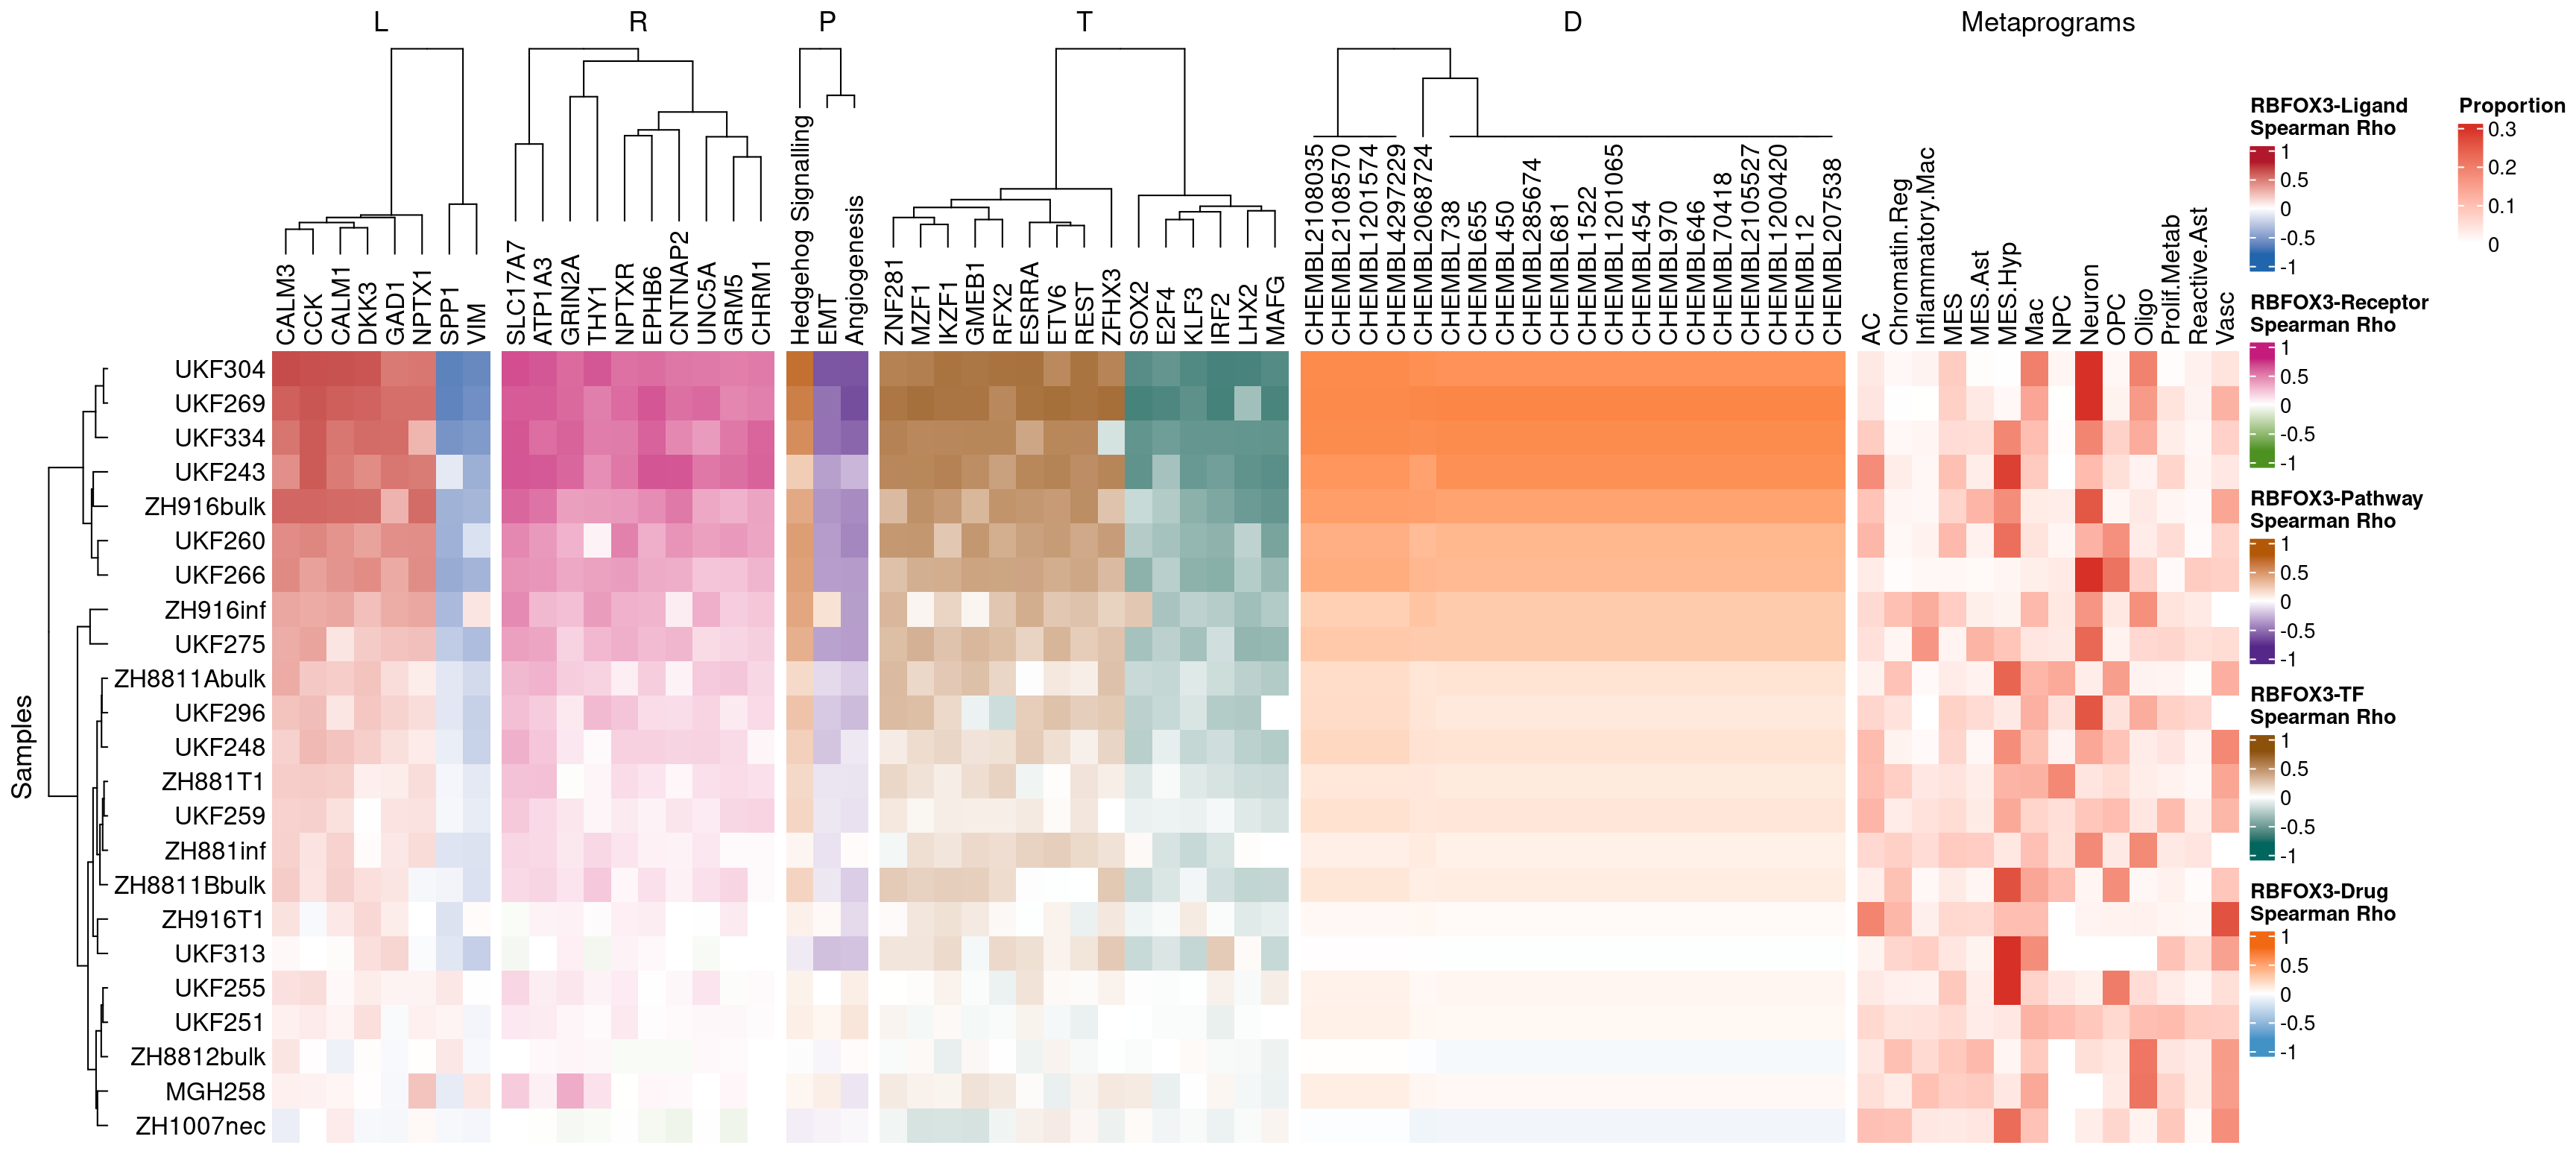 L
R
P
T
D
Metaprograms
CALM3
CCK
CALM1
DKK3
GAD1
NPTX1
SPP1
VIM
SLC17A7
ATP1A3
GRIN2A
THY1
NPTXR
EPHB6
CNTNAP2
UNC5A
GRM5
CHRM1
Hedgehog Signalling
EMT
Angiogenesis
ZNF281
MZF1
IKZF1
GMEB1
RFX2
ESRRA
ETV6
REST
ZFHX3
SOX2
E2F4
KLF3
IRF2
LHX2
MAFG
CHEMBL2108035
CHEMBL2108570
CHEMBL1201574
CHEMBL4297229
CHEMBL2068724
CHEMBL738
CHEMBL655
CHEMBL450
CHEMBL285674
CHEMBL681
CHEMBL1522
CHEMBL1201065
CHEMBL454
CHEMBL970
CHEMBL646
CHEMBL70418
CHEMBL2105527
CHEMBL1200420
CHEMBL12
CHEMBL207538
AC
Chromatin.Reg
Inflammatory.Mac
MES
MES.Ast
MES.Hyp
Mac
NPC
Neuron
OPC
Oligo
Prolif.Metab
Reactive.Ast
Vasc
Samples
UKF304
UKF269
UKF334
UKF243
ZH916bulk
UKF260
UKF266
ZH916inf
UKF275
ZH8811Abulk
UKF296
UKF248
ZH881T1
UKF259
ZH881inf
ZH8811Bbulk
ZH916T1
UKF313
UKF255
UKF251
ZH8812bulk
MGH258
ZH1007nec
RBFOX3-Ligand
Spearman Rho
1
0.5
0
-0.5
-1
RBFOX3-Receptor
Spearman Rho
1
0.5
0
-0.5
-1
RBFOX3-Pathway
Spearman Rho
1
0.5
0
-0.5
-1
RBFOX3-TF
Spearman Rho
1
0.5
0
-0.5
-1
RBFOX3-Drug
Spearman Rho
1
0.5
0
-0.5
-1
Proportion
0.3
0.2
0.1
0